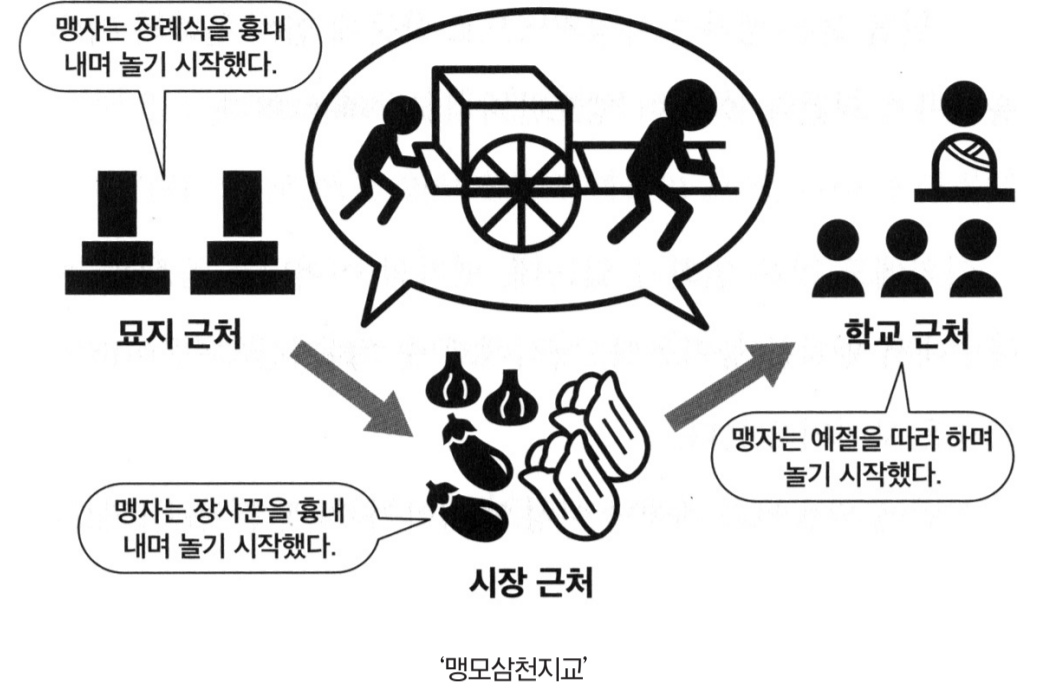 맹자는 장례식을 흉내
내며 놀기 시작했다.
묘지 근처
맹자는 장사꾼을 흉내
내며 놀기 시작했다.
시장 근처
학교 근처
맹자는 예절을 따라 하며
놀기 시작했다.
‘맹모삼천지교’